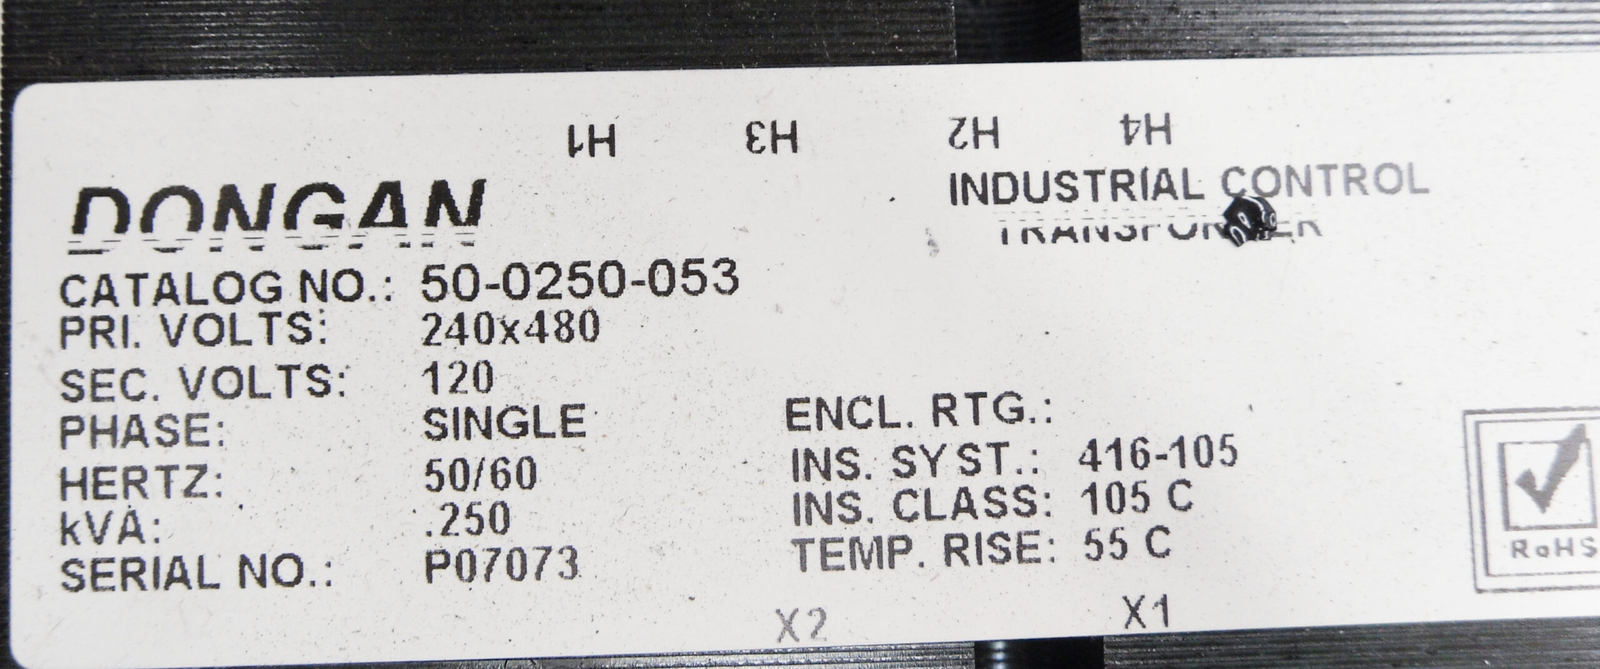 H1 H3 H2 H4
DONGAN
INDUSTRIAL CONTROL
TRANSFORMER
CATALOG NO.: 50-0250-053
PRI. VOLTS: 240x480
SEC. VOLTS: 120
PHASE: SINGLE
HERTZ: 50/60
kVA: .250
SERIAL NO.: P07073
ENCL. RTG.:
INS. SYST.: 416-105
INS. CLASS: 105 C
TEMP. RISE: 55 C
RoHS
X2 X1